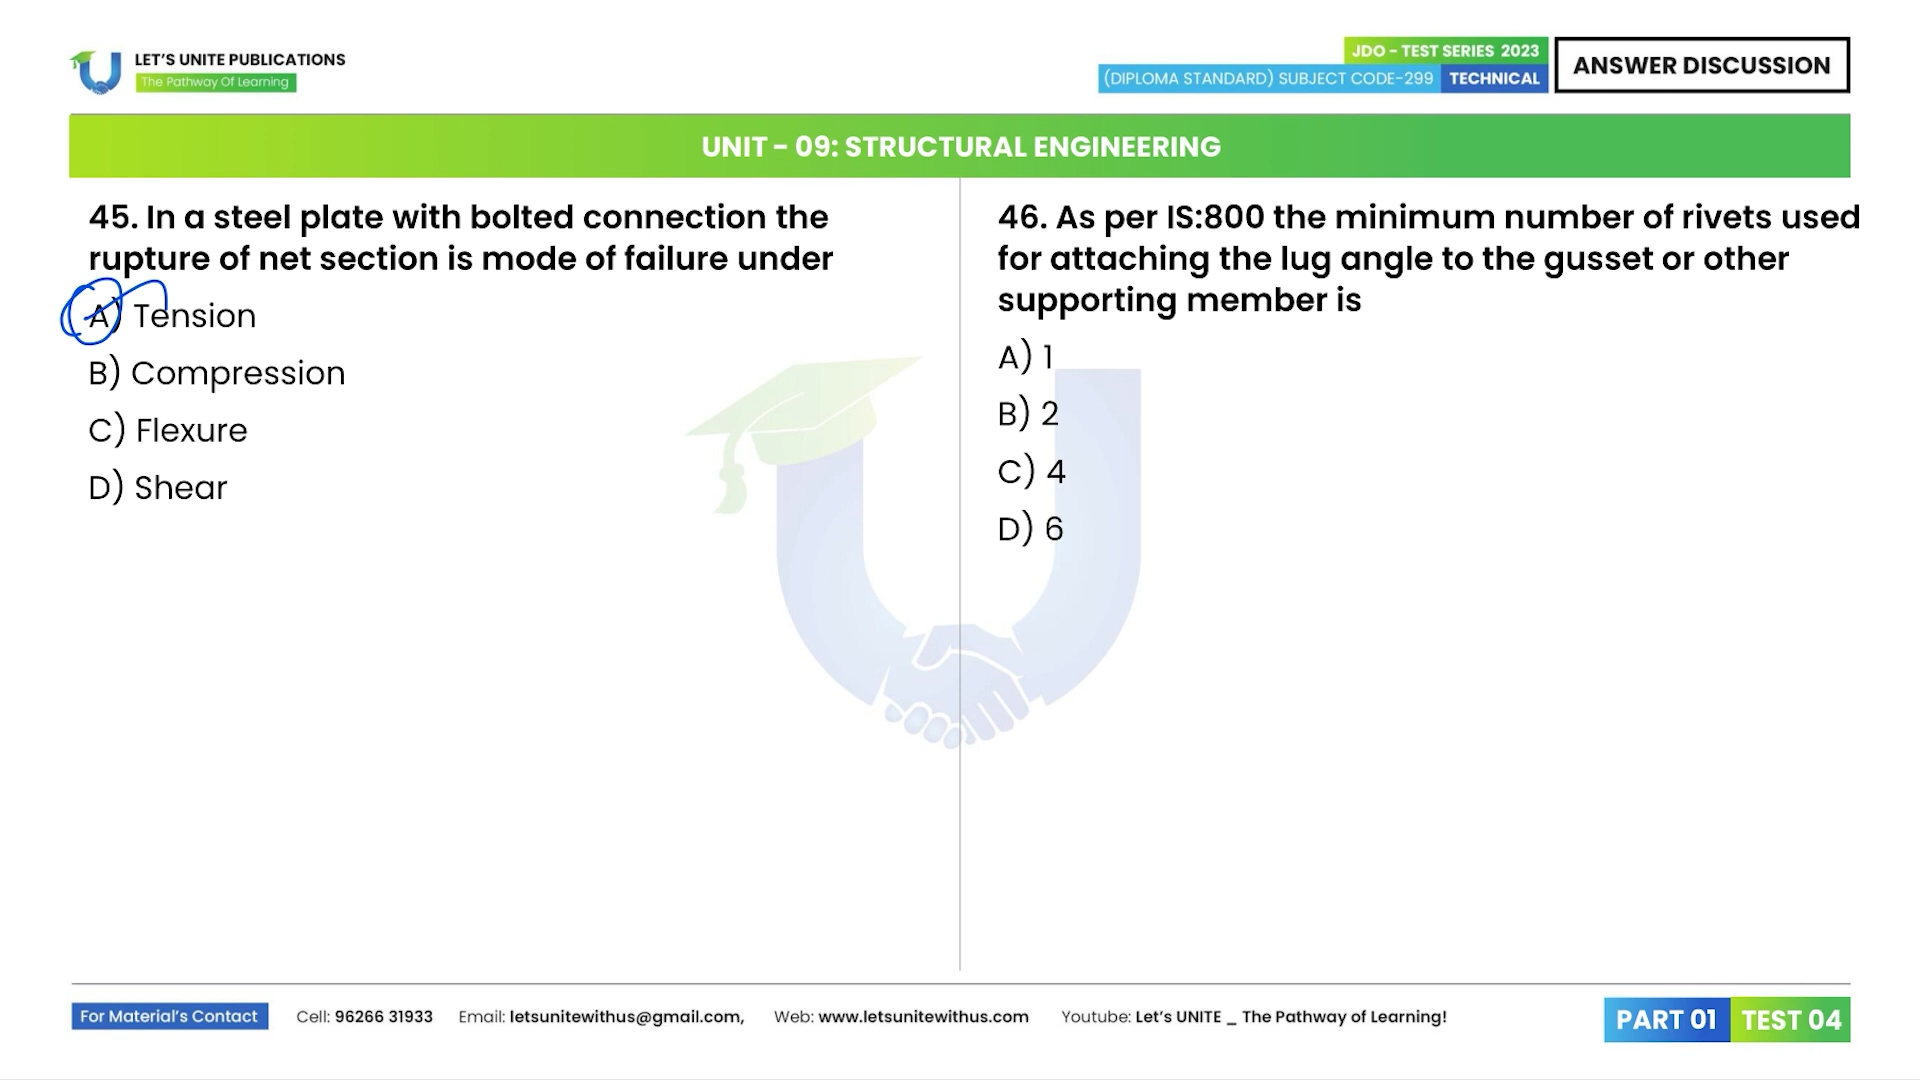 LET'S UNITE PUBLICATIONS
The Pathway Of Learning
JDO - TEST SERIES 2023
(DIPLOMA STANDARD) SUBJECT CODE-299 TECHNICAL
ANSWER DISCUSSION
UNIT - 09: STRUCTURAL ENGINEERING
45. In a steel plate with bolted connection the
rupture of net section is mode of failure under
A) Tension
B) Compression
C) Flexure
D) Shear
46. As per IS:800 the minimum number of rivets used
for attaching the lug angle to the gusset or other
supporting member is
A) 1
B) 2
C) 4
D) 6
For Material's Contact Cell: 96266 31933 Email: letsunitewithus@gmail.com, Web: www.letsunitewithus.com Youtube: Let's UNITE _ The Pathway of Learning!
PART 01 TEST 04